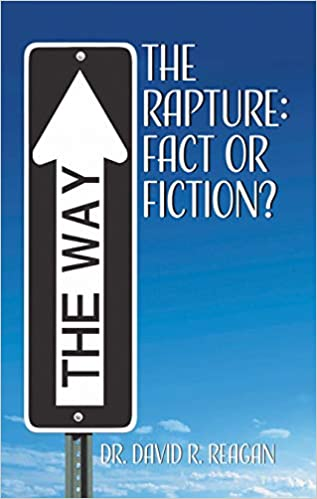 THE
RAPTURE:
FACT OR
FICTION?
THE WAY
DR. DAVID R. REAGAN